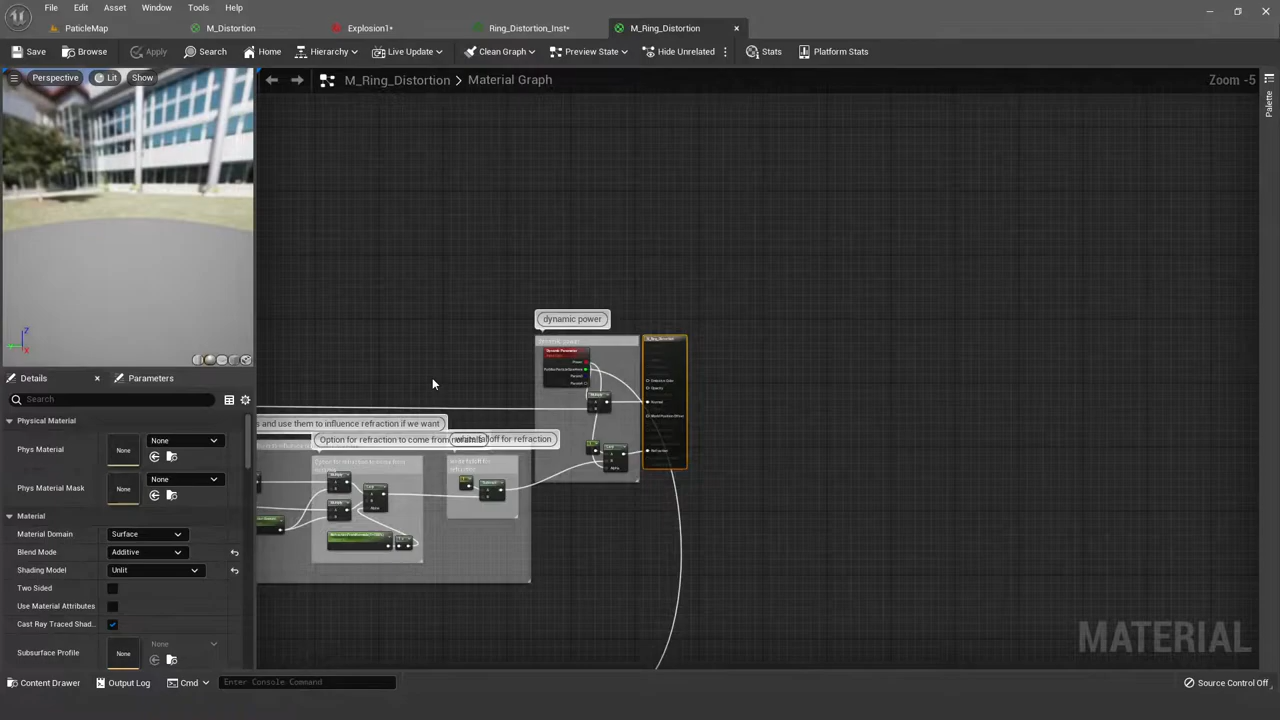 File Edit Asset Window Tools Help
PaticleMap M_Distortion Explosion1* Ring_Distortion_Inst* M_Ring_Distortion
Save Browse Apply Search Home Hierarchy Live Update Clean Graph Preview State Hide Unrelated Stats Platform Stats
Perspective Lit Show
M_Ring_Distortion > Material Graph
Zoom -5
Palette
dynamic power
s and use them to influence refraction if we want
Option for refraction to come from
falloff for refraction
Z
X
Details Parameters
Search
Physical Material
Phys Material None None
Phys Material Mask None None
Material
Material Domain Surface
Blend Mode Additive
Shading Model Unlit
Two Sided
Use Material Attributes
Cast Ray Traced Shad
Subsurface Profile None None
MATERIAL
Content Drawer Output Log Cmd Enter Console Command Source Control Off